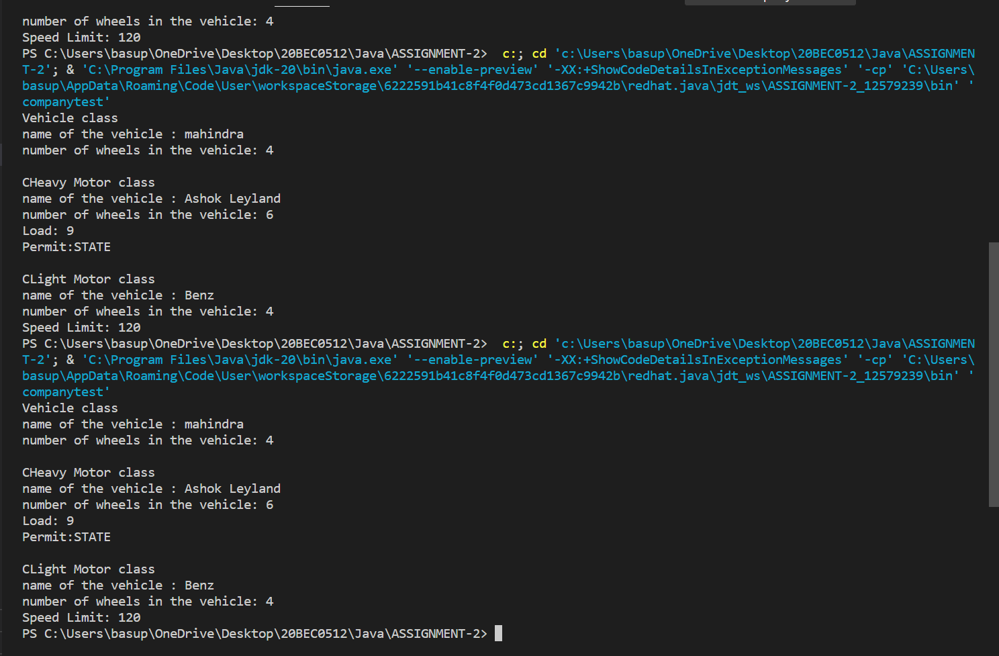 number of wheels in the vehicle: 4
Speed Limit: 120
PS C:\Users\basup\OneDrive\Desktop\20BEC0512\Java\ASSIGNMENT-2>  c:; cd 'c:\Users\basup\OneDrive\Desktop\20BEC0512\Java\ASSIGNMEN
T-2'; & 'C:\Program Files\Java\jdk-20\bin\java.exe' '--enable-preview' '-XX:+ShowCodeDetailsInExceptionMessages' '-cp' 'C:\Users\
basup\AppData\Roaming\Code\User\workspaceStorage\6222591b41c8f4f0d473cd1367c9942b\redhat.java\jdt_ws\ASSIGNMENT-2_12579239\bin' '
companytest'
Vehicle class
name of the vehicle : mahindra
number of wheels in the vehicle: 4

CHeavy Motor class
name of the vehicle : Ashok Leyland
number of wheels in the vehicle: 6
Load: 9
Permit:STATE

CLight Motor class
name of the vehicle : Benz
number of wheels in the vehicle: 4
Speed Limit: 120
PS C:\Users\basup\OneDrive\Desktop\20BEC0512\Java\ASSIGNMENT-2>  c:; cd 'c:\Users\basup\OneDrive\Desktop\20BEC0512\Java\ASSIGNMEN
T-2'; & 'C:\Program Files\Java\jdk-20\bin\java.exe' '--enable-preview' '-XX:+ShowCodeDetailsInExceptionMessages' '-cp' 'C:\Users\
basup\AppData\Roaming\Code\User\workspaceStorage\6222591b41c8f4f0d473cd1367c9942b\redhat.java\jdt_ws\ASSIGNMENT-2_12579239\bin' '
companytest'
Vehicle class
name of the vehicle : mahindra
number of wheels in the vehicle: 4

CHeavy Motor class
name of the vehicle : Ashok Leyland
number of wheels in the vehicle: 6
Load: 9
Permit:STATE

CLight Motor class
name of the vehicle : Benz
number of wheels in the vehicle: 4
Speed Limit: 120
PS C:\Users\basup\OneDrive\Desktop\20BEC0512\Java\ASSIGNMENT-2>